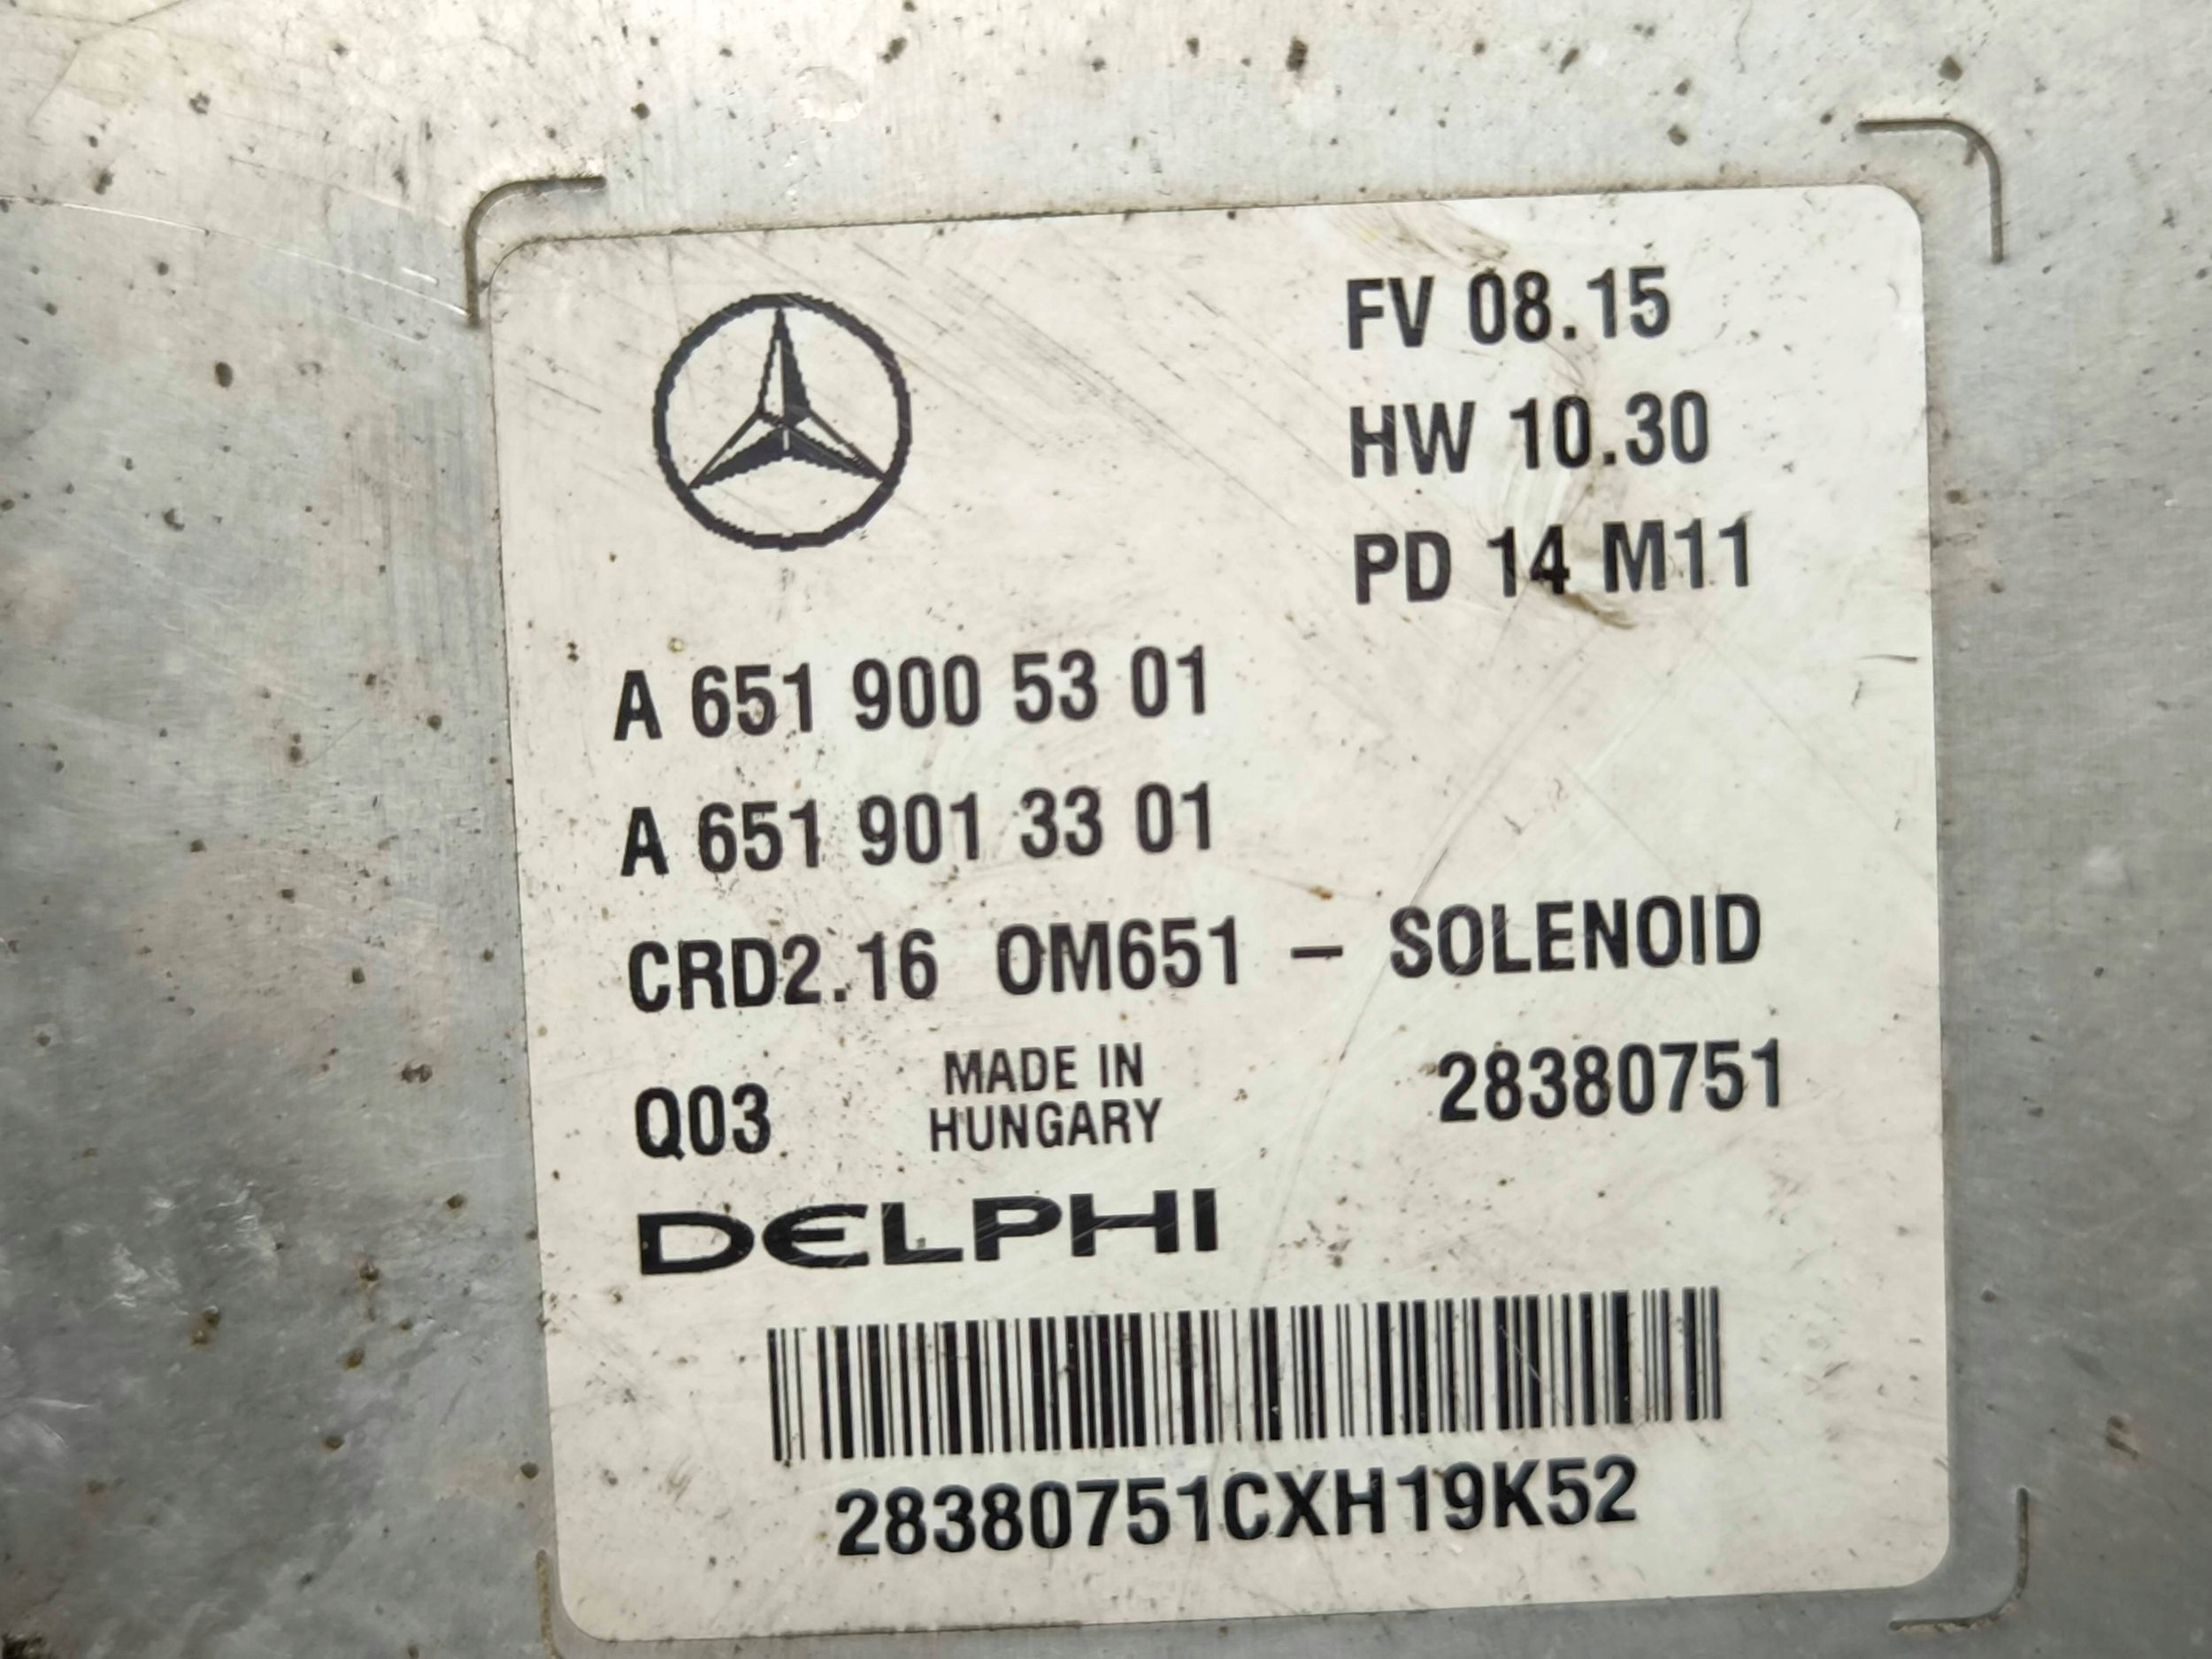 FV 08.15
HW 10.30
PD 14 M11
A 651 900 53 01
A 651 901 33 01
CRD2.16 OM651 – SOLENOID
Q03 MADE IN HUNGARY 28380751
DELPHI
28380751CXH19K52